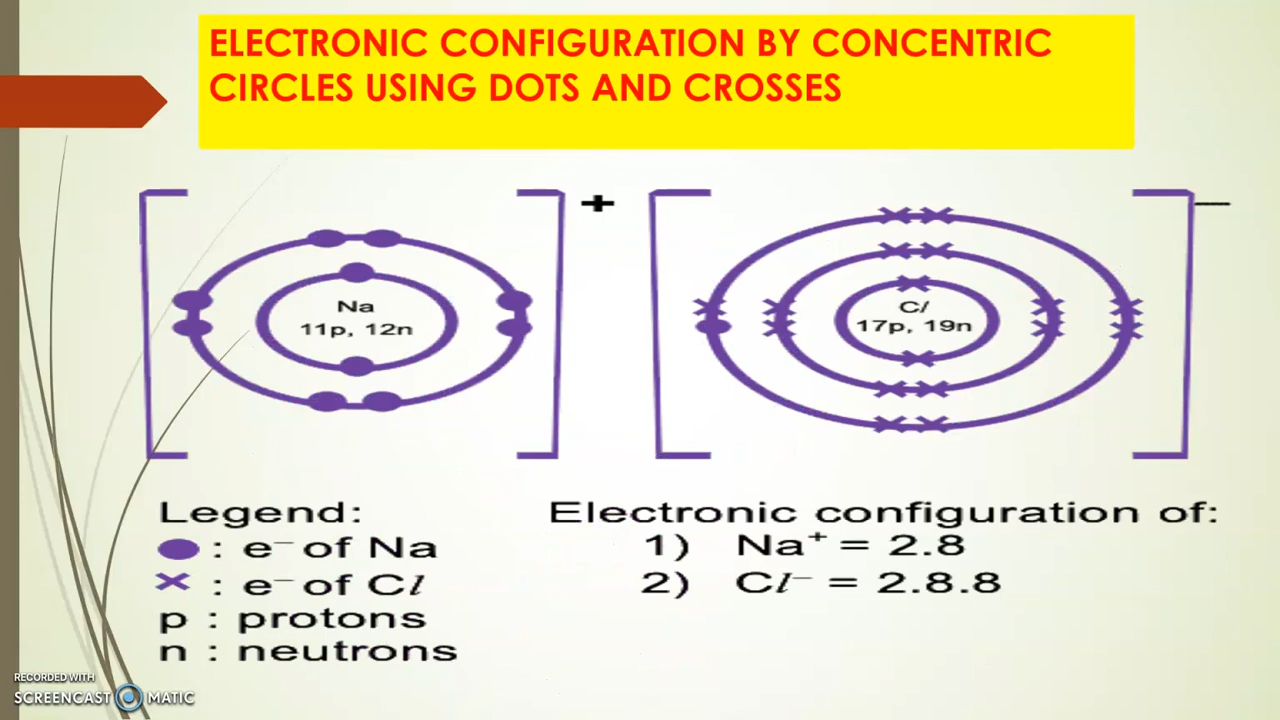 ELECTRONIC CONFIGURATION BY CONCENTRIC
CIRCLES USING DOTS AND CROSSES
+
—
Na
11p, 12n
Cl
17p, 19n
Legend:
: e⁻ of Na
: e⁻ of Cl
p : protons
n : neutrons
Electronic configuration of:
1) Na⁺ = 2.8
2) Cl⁻ = 2.8.8
RECORDED WITH
SCREENCAST MATIC